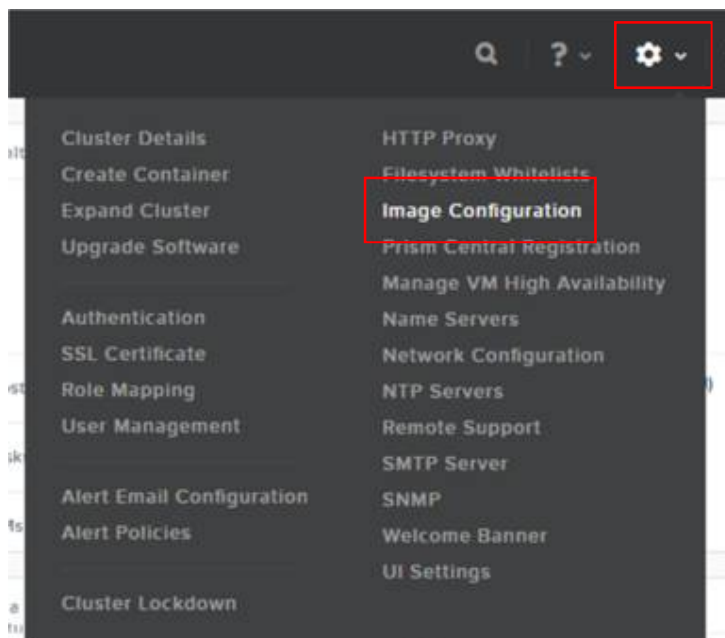 ?
Cluster Details
Create Container
Expand Cluster
Upgrade Software
Authentication
SSL Certificate
Role Mapping
User Management
Alert Email Configuration
Alert Policies
Cluster Lockdown
HTTP Proxy
Filesystem Whitelists
Image Configuration
Prism Central Registration
Manage VM High Availability
Name Servers
Network Configuration
NTP Servers
Remote Support
SMTP Server
SNMP
Welcome Banner
UI Settings